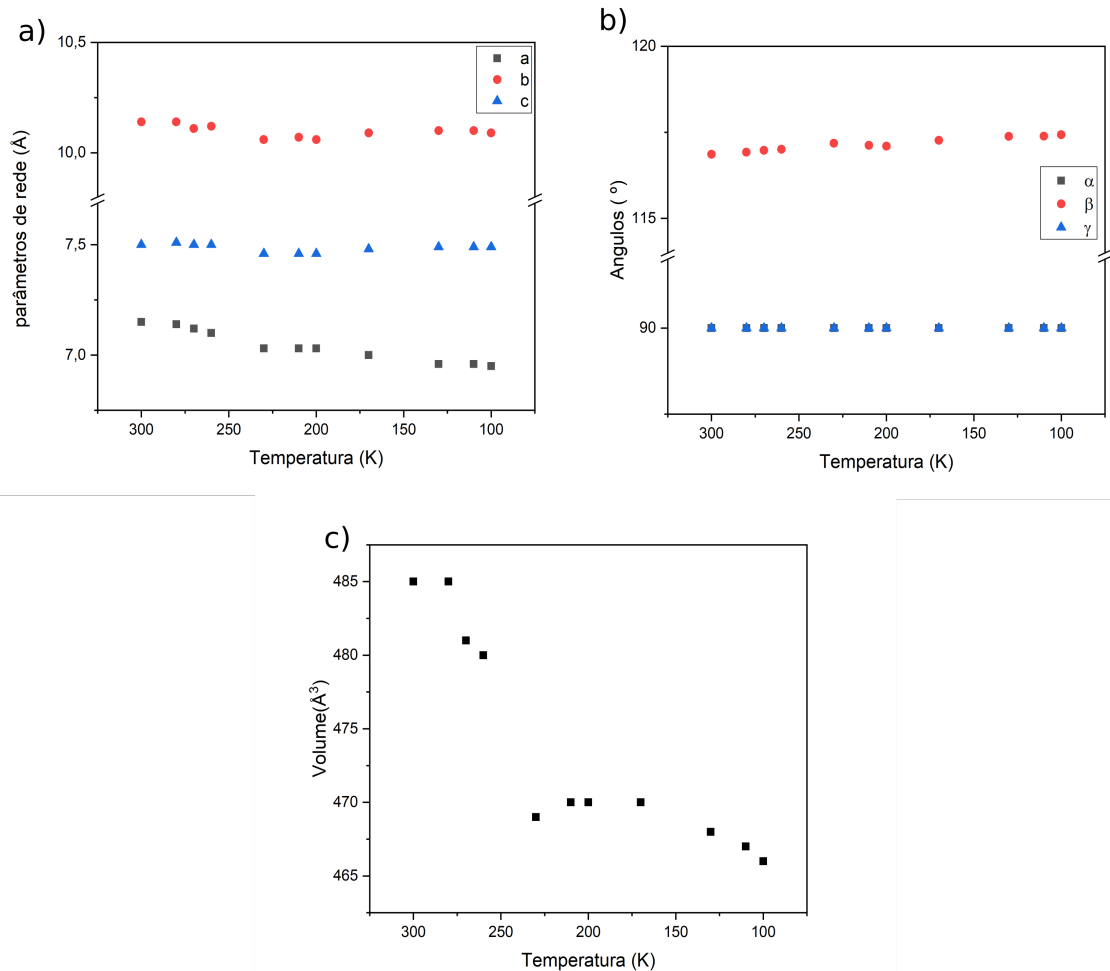 a)
10,5
10,0
7,5
7,0
parâmetros de rede (Å)
a
b
c
300
250
200
150
100
Temperatura (K)
b)
120
115
90
Angulos ( º)
α
β
γ
300
250
200
150
100
Temperatura (K)
c)
485
480
475
470
465
Volume(Å³)
300
250
200
150
100
Temperatura (K)